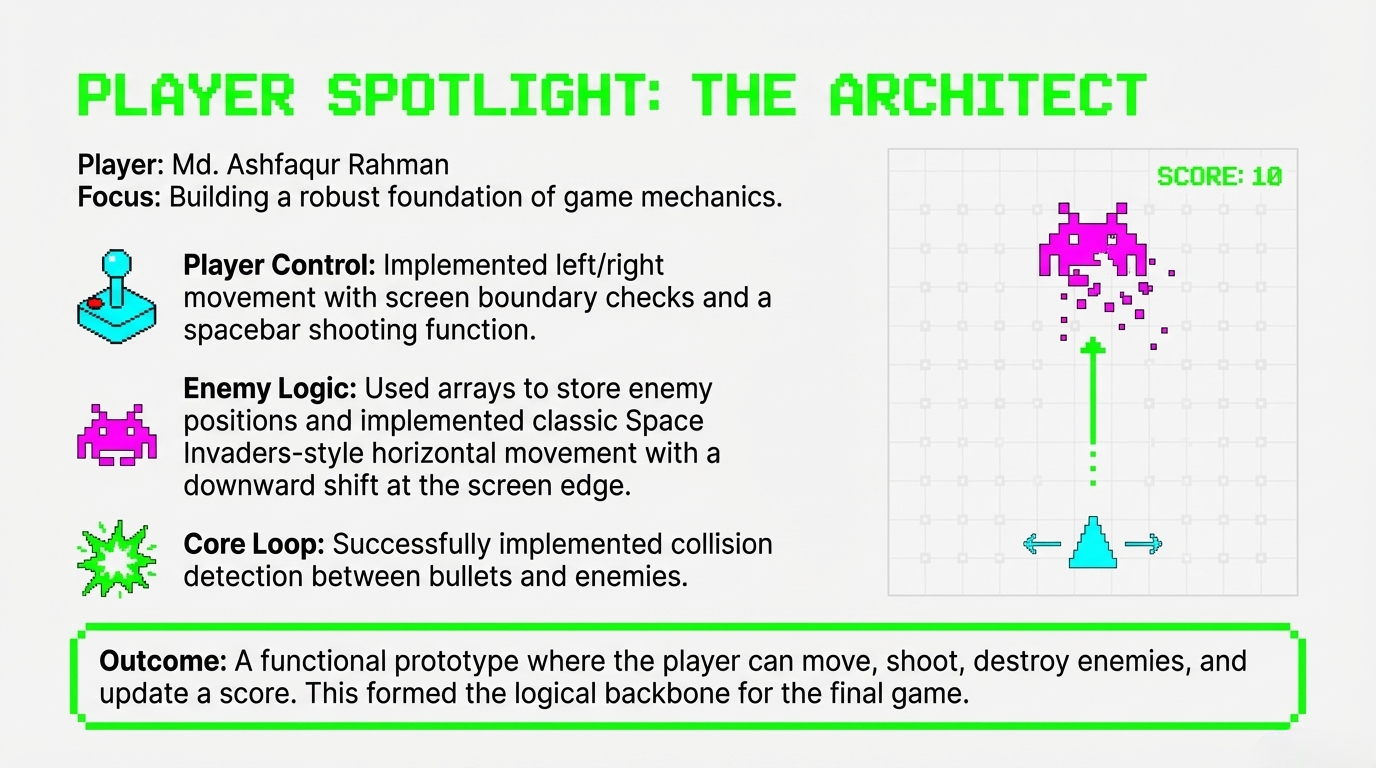 PLAYER SPOTLIGHT: THE ARCHITECT
Player: Md. Ashfaqur Rahman
Focus: Building a robust foundation of game mechanics.
Player Control: Implemented left/right
movement with screen boundary checks and a
spacebar shooting function.
Enemy Logic: Used arrays to store enemy
positions and implemented classic Space
Invaders-style horizontal movement with a
downward shift at the screen edge.
Core Loop: Successfully implemented collision
detection between bullets and enemies.
SCORE: 10
Outcome: A functional prototype where the player can move, shoot, destroy enemies, and
update a score. This formed the logical backbone for the final game.